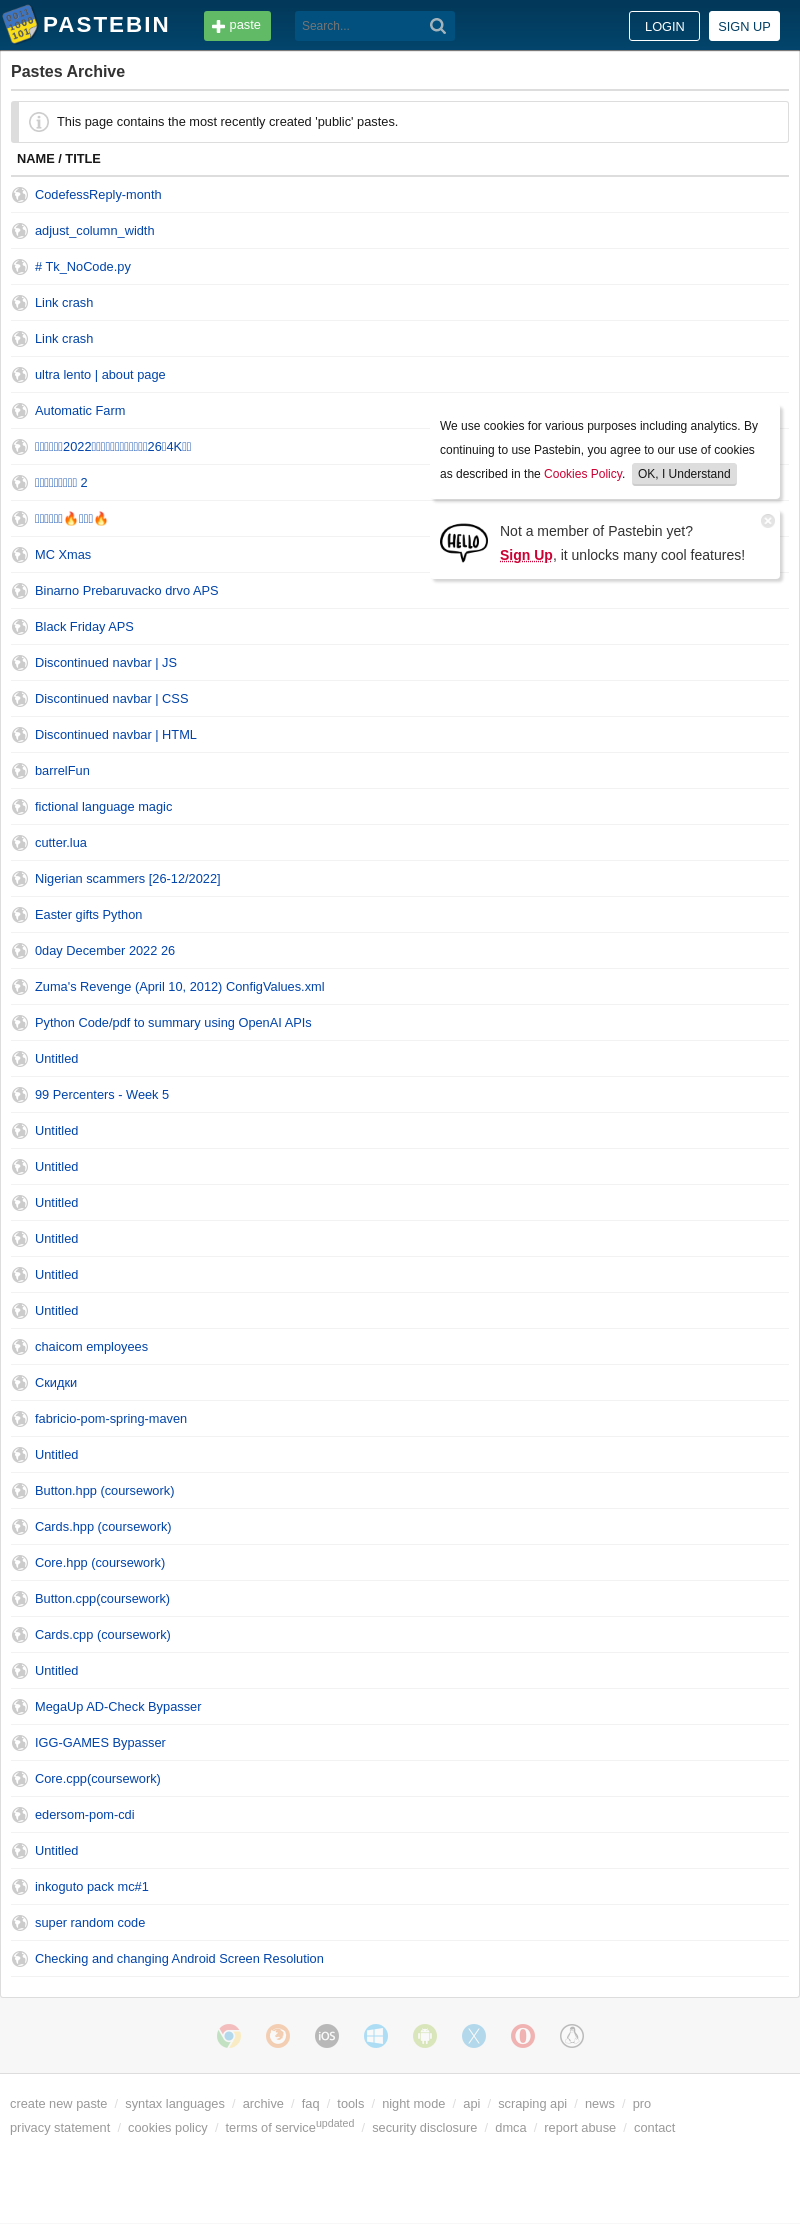 PASTEBIN
paste
Search...
LOGIN
SIGN UP
Pastes Archive
This page contains the most recently created 'public' pastes.
NAME / TITLE
CodefessReply-month
adjust_column_width
# Tk_NoCode.py
Link crash
Link crash
ultra lento | about page
Automatic Farm
2022 26 4K
2
🔥 🔥
MC Xmas
Binarno Prebaruvacko drvo APS
Black Friday APS
Discontinued navbar | JS
Discontinued navbar | CSS
Discontinued navbar | HTML
barrelFun
fictional language magic
cutter.lua
Nigerian scammers [26-12/2022]
Easter gifts Python
0day December 2022 26
Zuma's Revenge (April 10, 2012) ConfigValues.xml
Python Code/pdf to summary using OpenAI APIs
Untitled
99 Percenters - Week 5
Untitled
Untitled
Untitled
Untitled
Untitled
Untitled
chaicom employees
Скидки
fabricio-pom-spring-maven
Untitled
Button.hpp (coursework)
Cards.hpp (coursework)
Core.hpp (coursework)
Button.cpp(coursework)
Cards.cpp (coursework)
Untitled
MegaUp AD-Check Bypasser
IGG-GAMES Bypasser
Core.cpp(coursework)
edersom-pom-cdi
Untitled
inkoguto pack mc#1
super random code
Checking and changing Android Screen Resolution
We use cookies for various purposes including analytics. By
continuing to use Pastebin, you agree to our use of cookies
as described in the Cookies Policy. OK, I Understand
HELLO
Not a member of Pastebin yet?
Sign Up, it unlocks many cool features!
iOS
create new paste / syntax languages / archive / faq / tools / night mode / api / scraping api / news / pro
privacy statement / cookies policy / terms of service updated / security disclosure / dmca / report abuse / contact